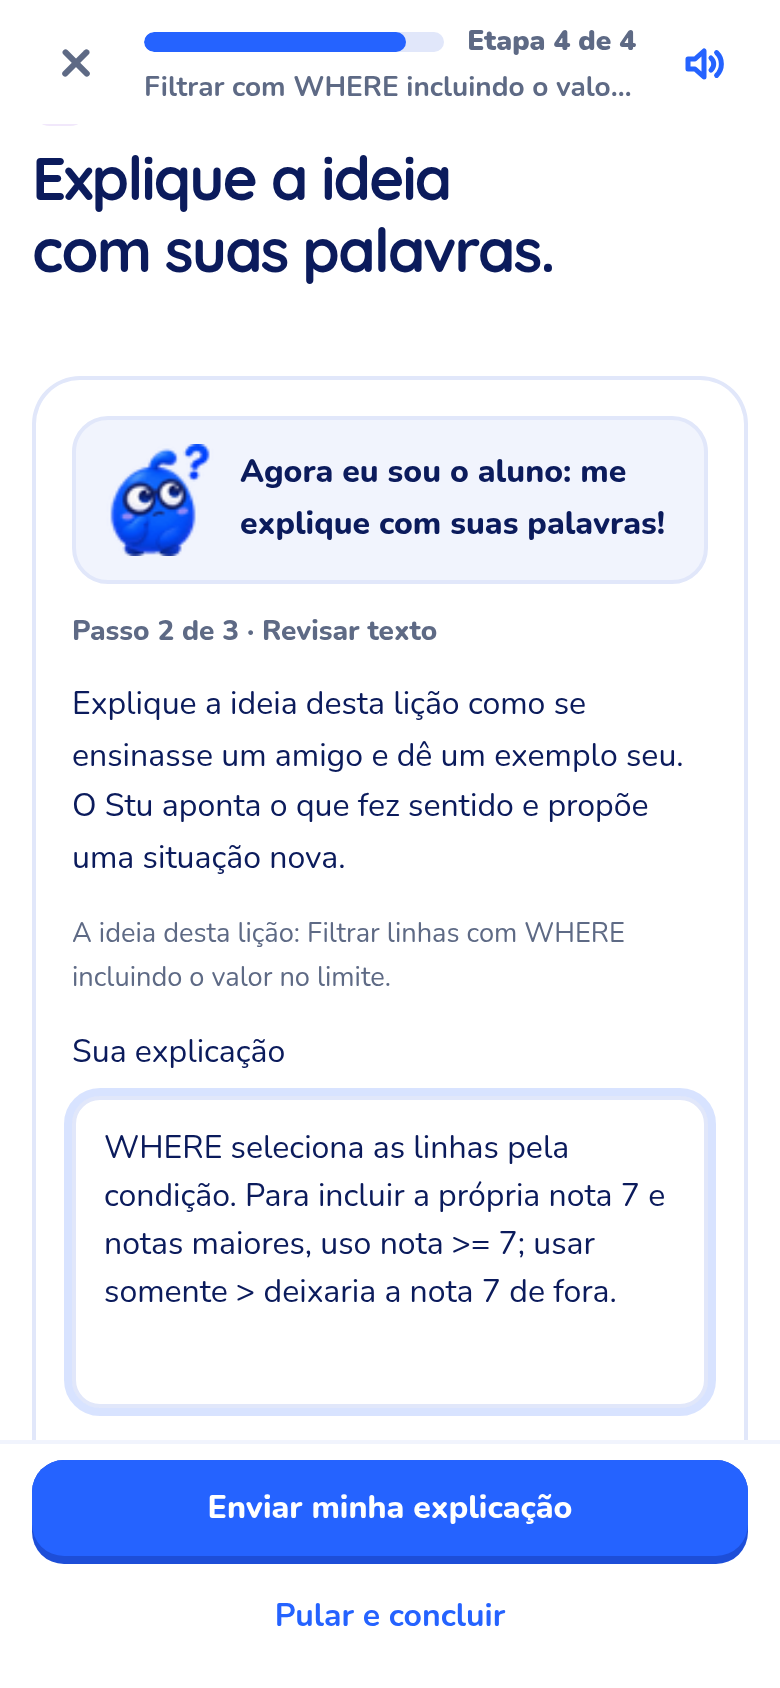 Etapa 4 de 4
Filtrar com WHERE incluindo o valo...
Explique a ideia
com suas palavras.
?
Agora eu sou o aluno: me
explique com suas palavras!
Passo 2 de 3 · Revisar texto
Explique a ideia desta lição como se
ensinasse um amigo e dê um exemplo seu.
O Stu aponta o que fez sentido e propõe
uma situação nova.
A ideia desta lição: Filtrar linhas com WHERE
incluindo o valor no limite.
Sua explicação
WHERE seleciona as linhas pela
condição. Para incluir a própria nota 7 e
notas maiores, uso nota >= 7; usar
somente > deixaria a nota 7 de fora.
Enviar minha explicação
Pular e concluir